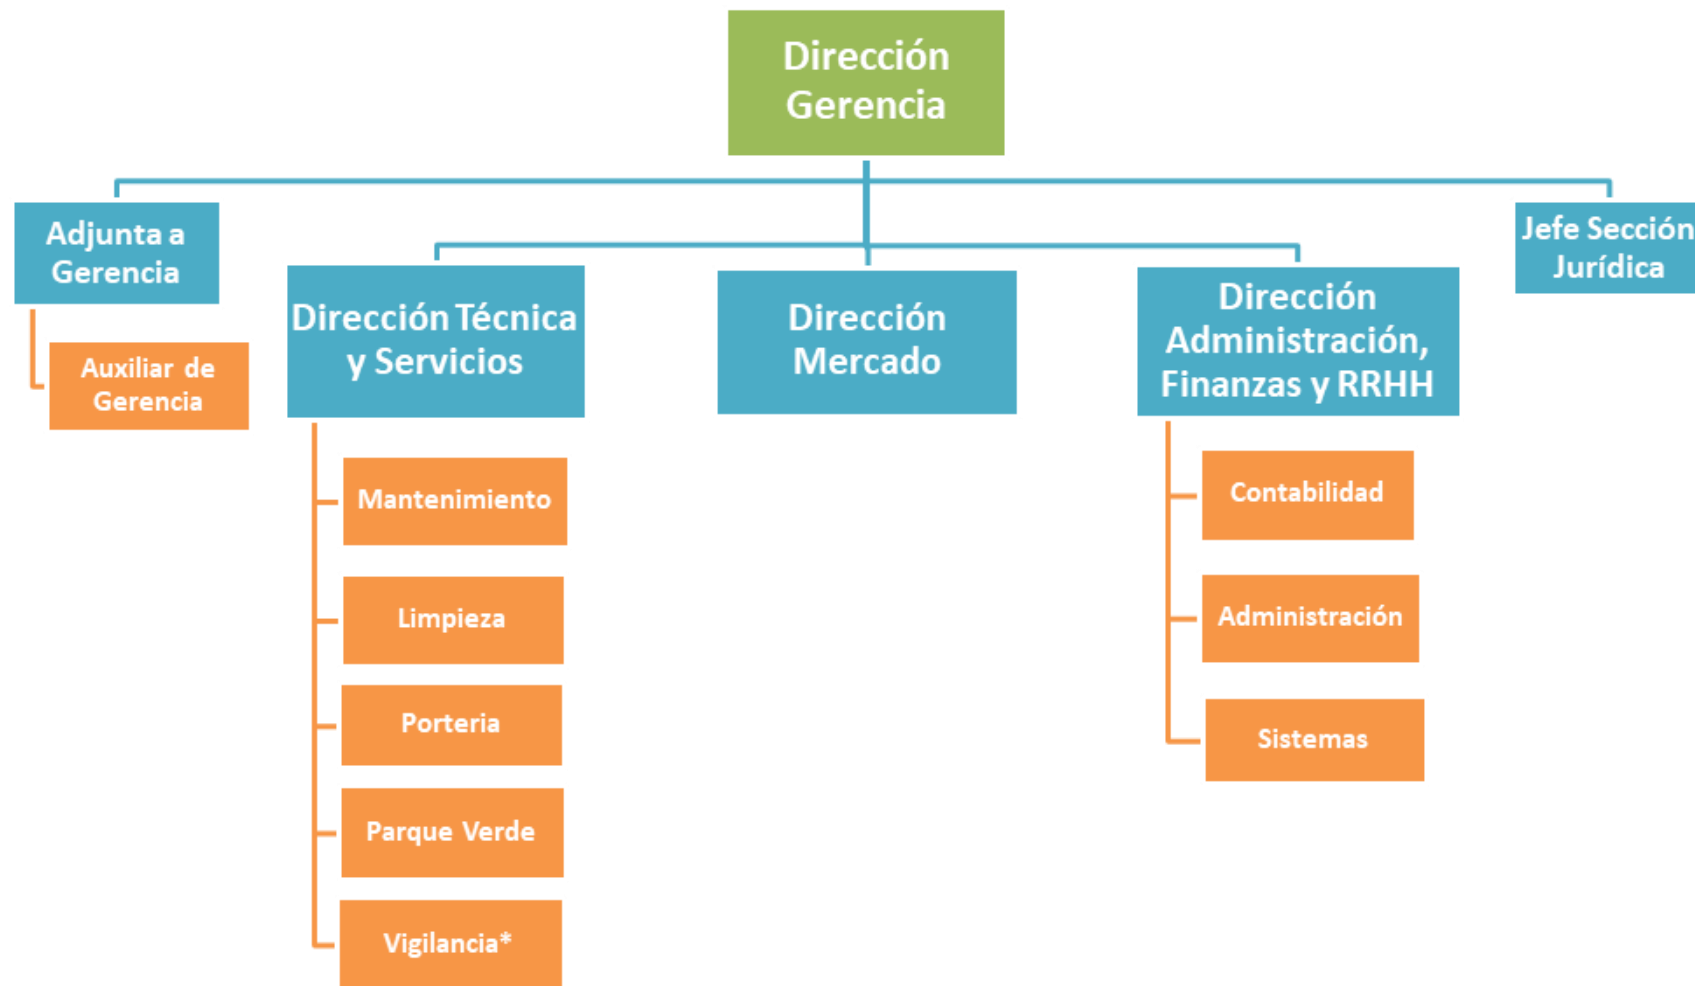 Dirección
Gerencia
Adjunta a
Gerencia
Jefe Sección
Jurídica
Auxiliar de
Gerencia
Dirección Técnica
y Servicios
Dirección
Mercado
Dirección
Administración,
Finanzas y RRHH
Mantenimiento
Limpieza
Porteria
Parque Verde
Vigilancia*
Contabilidad
Administración
Sistemas